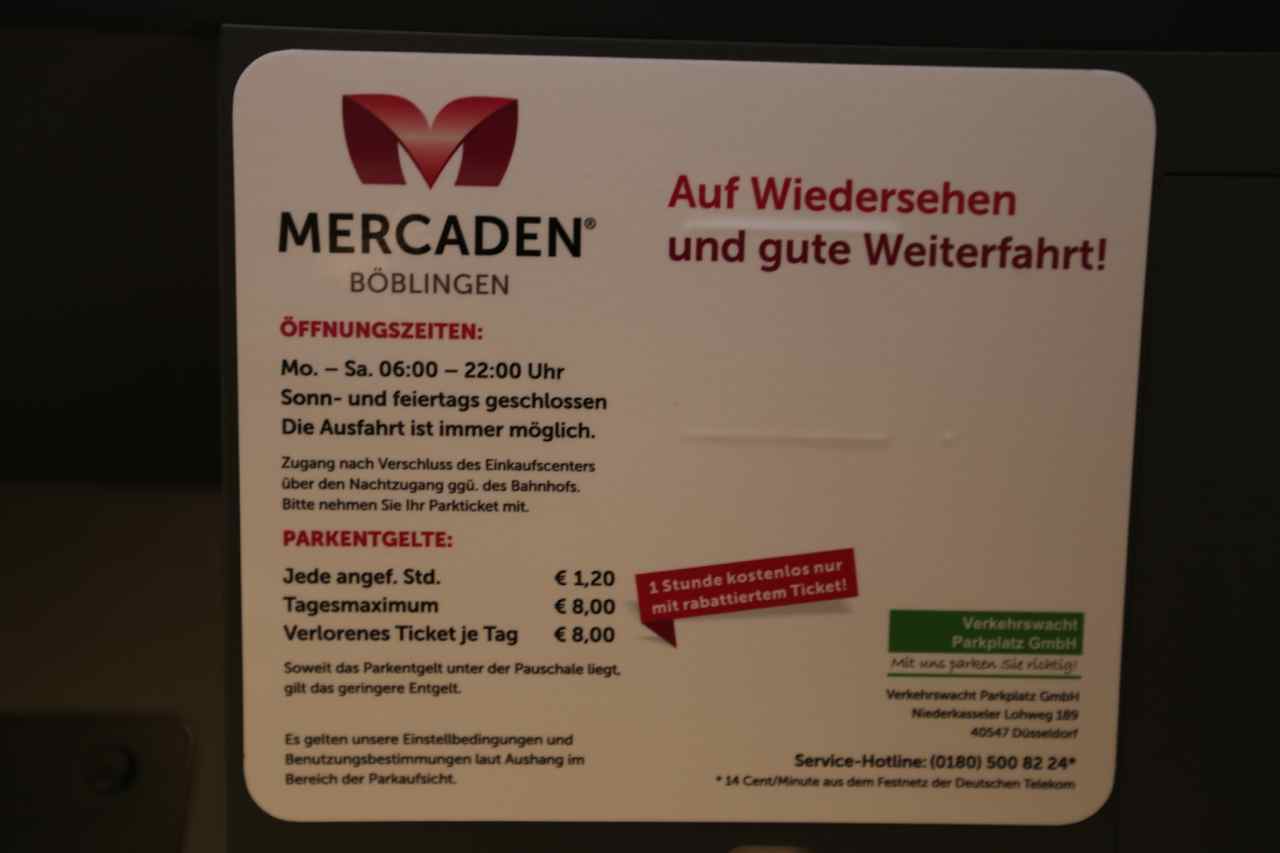 MERCADEN®
BÖBLINGEN
Auf Wiedersehen
und gute Weiterfahrt!
ÖFFNUNGSZEITEN:
Mo. – Sa. 06:00 – 22:00 Uhr
Sonn- und feiertags geschlossen
Die Ausfahrt ist immer möglich.
Zugang nach Verschluss des Einkaufscenters
über den Nachtzugang ggü. des Bahnhofs.
Bitte nehmen Sie Ihr Parkticket mit.
PARKENTGELTE:
Jede angef. Std. € 1,20
Tagesmaximum € 8,00
Verlorenes Ticket je Tag € 8,00
1 Stunde kostenlos nur
mit rabattiertem Ticket!
Soweit das Parkentgelt unter der Pauschale liegt,
gilt das geringere Entgelt.
Es gelten unsere Einstellbedingungen und
Benutzungsbestimmungen laut Aushang im
Bereich der Parkaufsicht.
Verkehrswacht
Parkplatz GmbH
Mit uns parken Sie richtig!
Verkehrswacht Parkplatz GmbH
Niederkasseler Lohweg 189
40547 Düsseldorf
Service-Hotline: (0180) 500 82 24*
* 14 Cent/Minute aus dem Festnetz der Deutschen Telekom